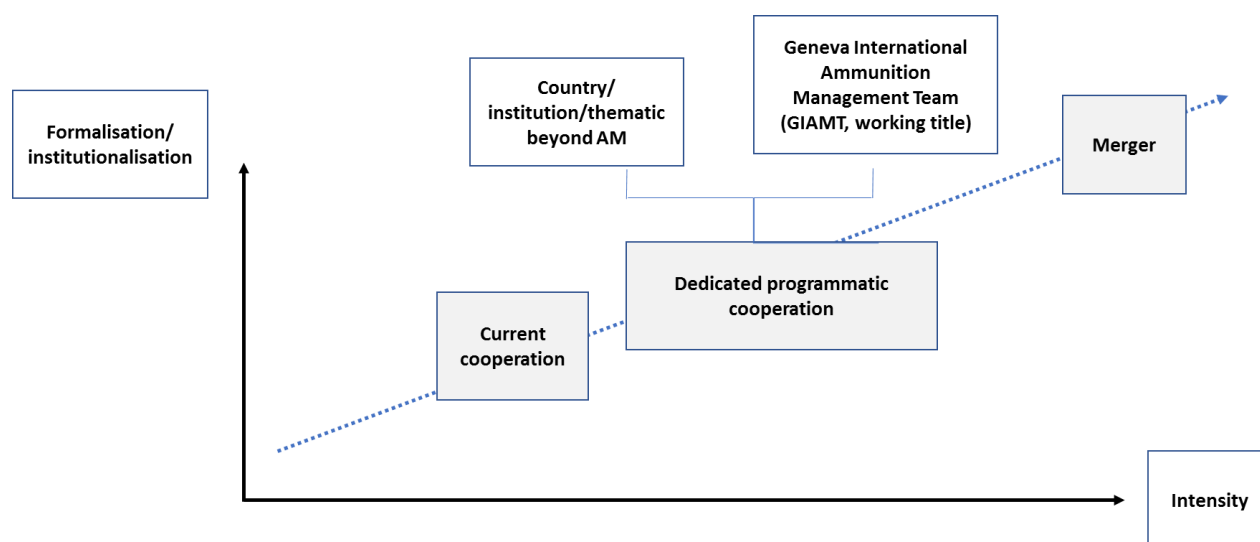 Formalisation/
institutionalisation
Country/
institution/thematic
beyond AM
Geneva International
Ammunition
Management Team
(GIAMT, working title)
Merger
Dedicated programmatic
cooperation
Current
cooperation
Intensity